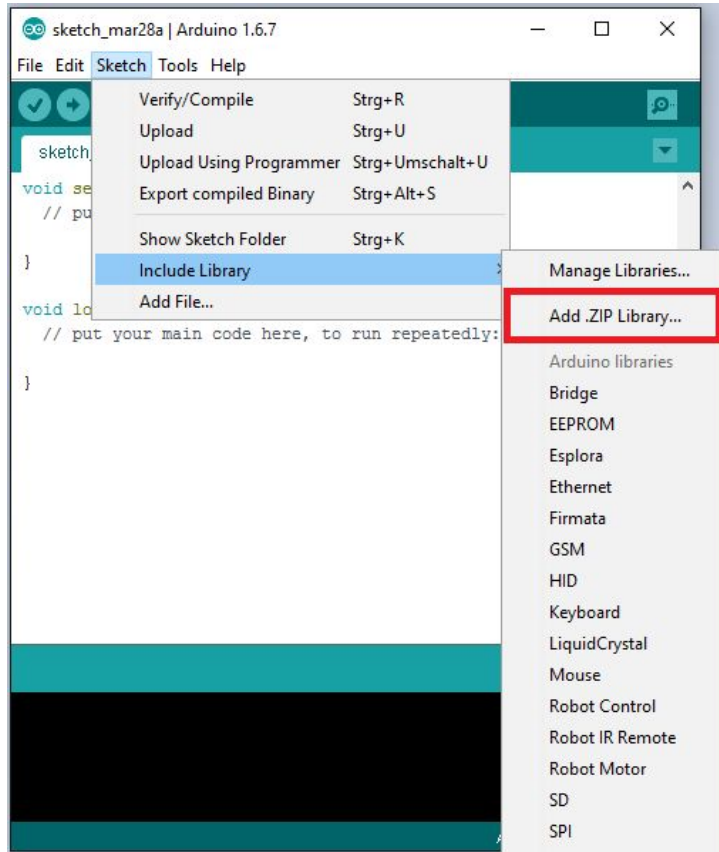 sketch_mar28a | Arduino 1.6.7
File Edit Sketch Tools Help
Verify/Compile Strg+R
Upload Strg+U
Upload Using Programmer Strg+Umschalt+U
Export compiled Binary Strg+Alt+S
Show Sketch Folder Strg+K
Include Library
Add File...
sketch_
void se
// pu
}
void lo
// put your main code here, to run repeatedly:
}
Manage Libraries...
Add .ZIP Library...
Arduino libraries
Bridge
EEPROM
Esplora
Ethernet
Firmata
GSM
HID
Keyboard
LiquidCrystal
Mouse
Robot Control
Robot IR Remote
Robot Motor
SD
SPI